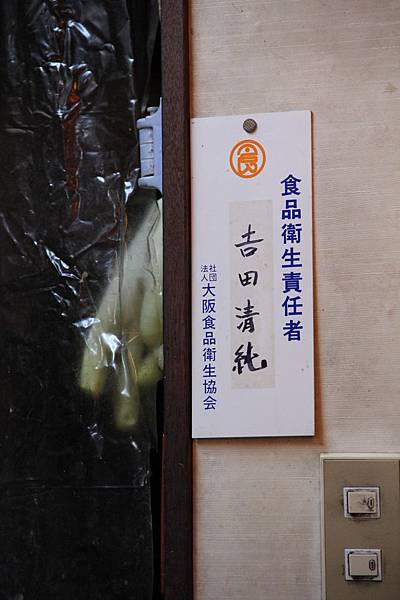 食
食品衛生責任者
吉田清純
社団法人大阪食品衛生協会